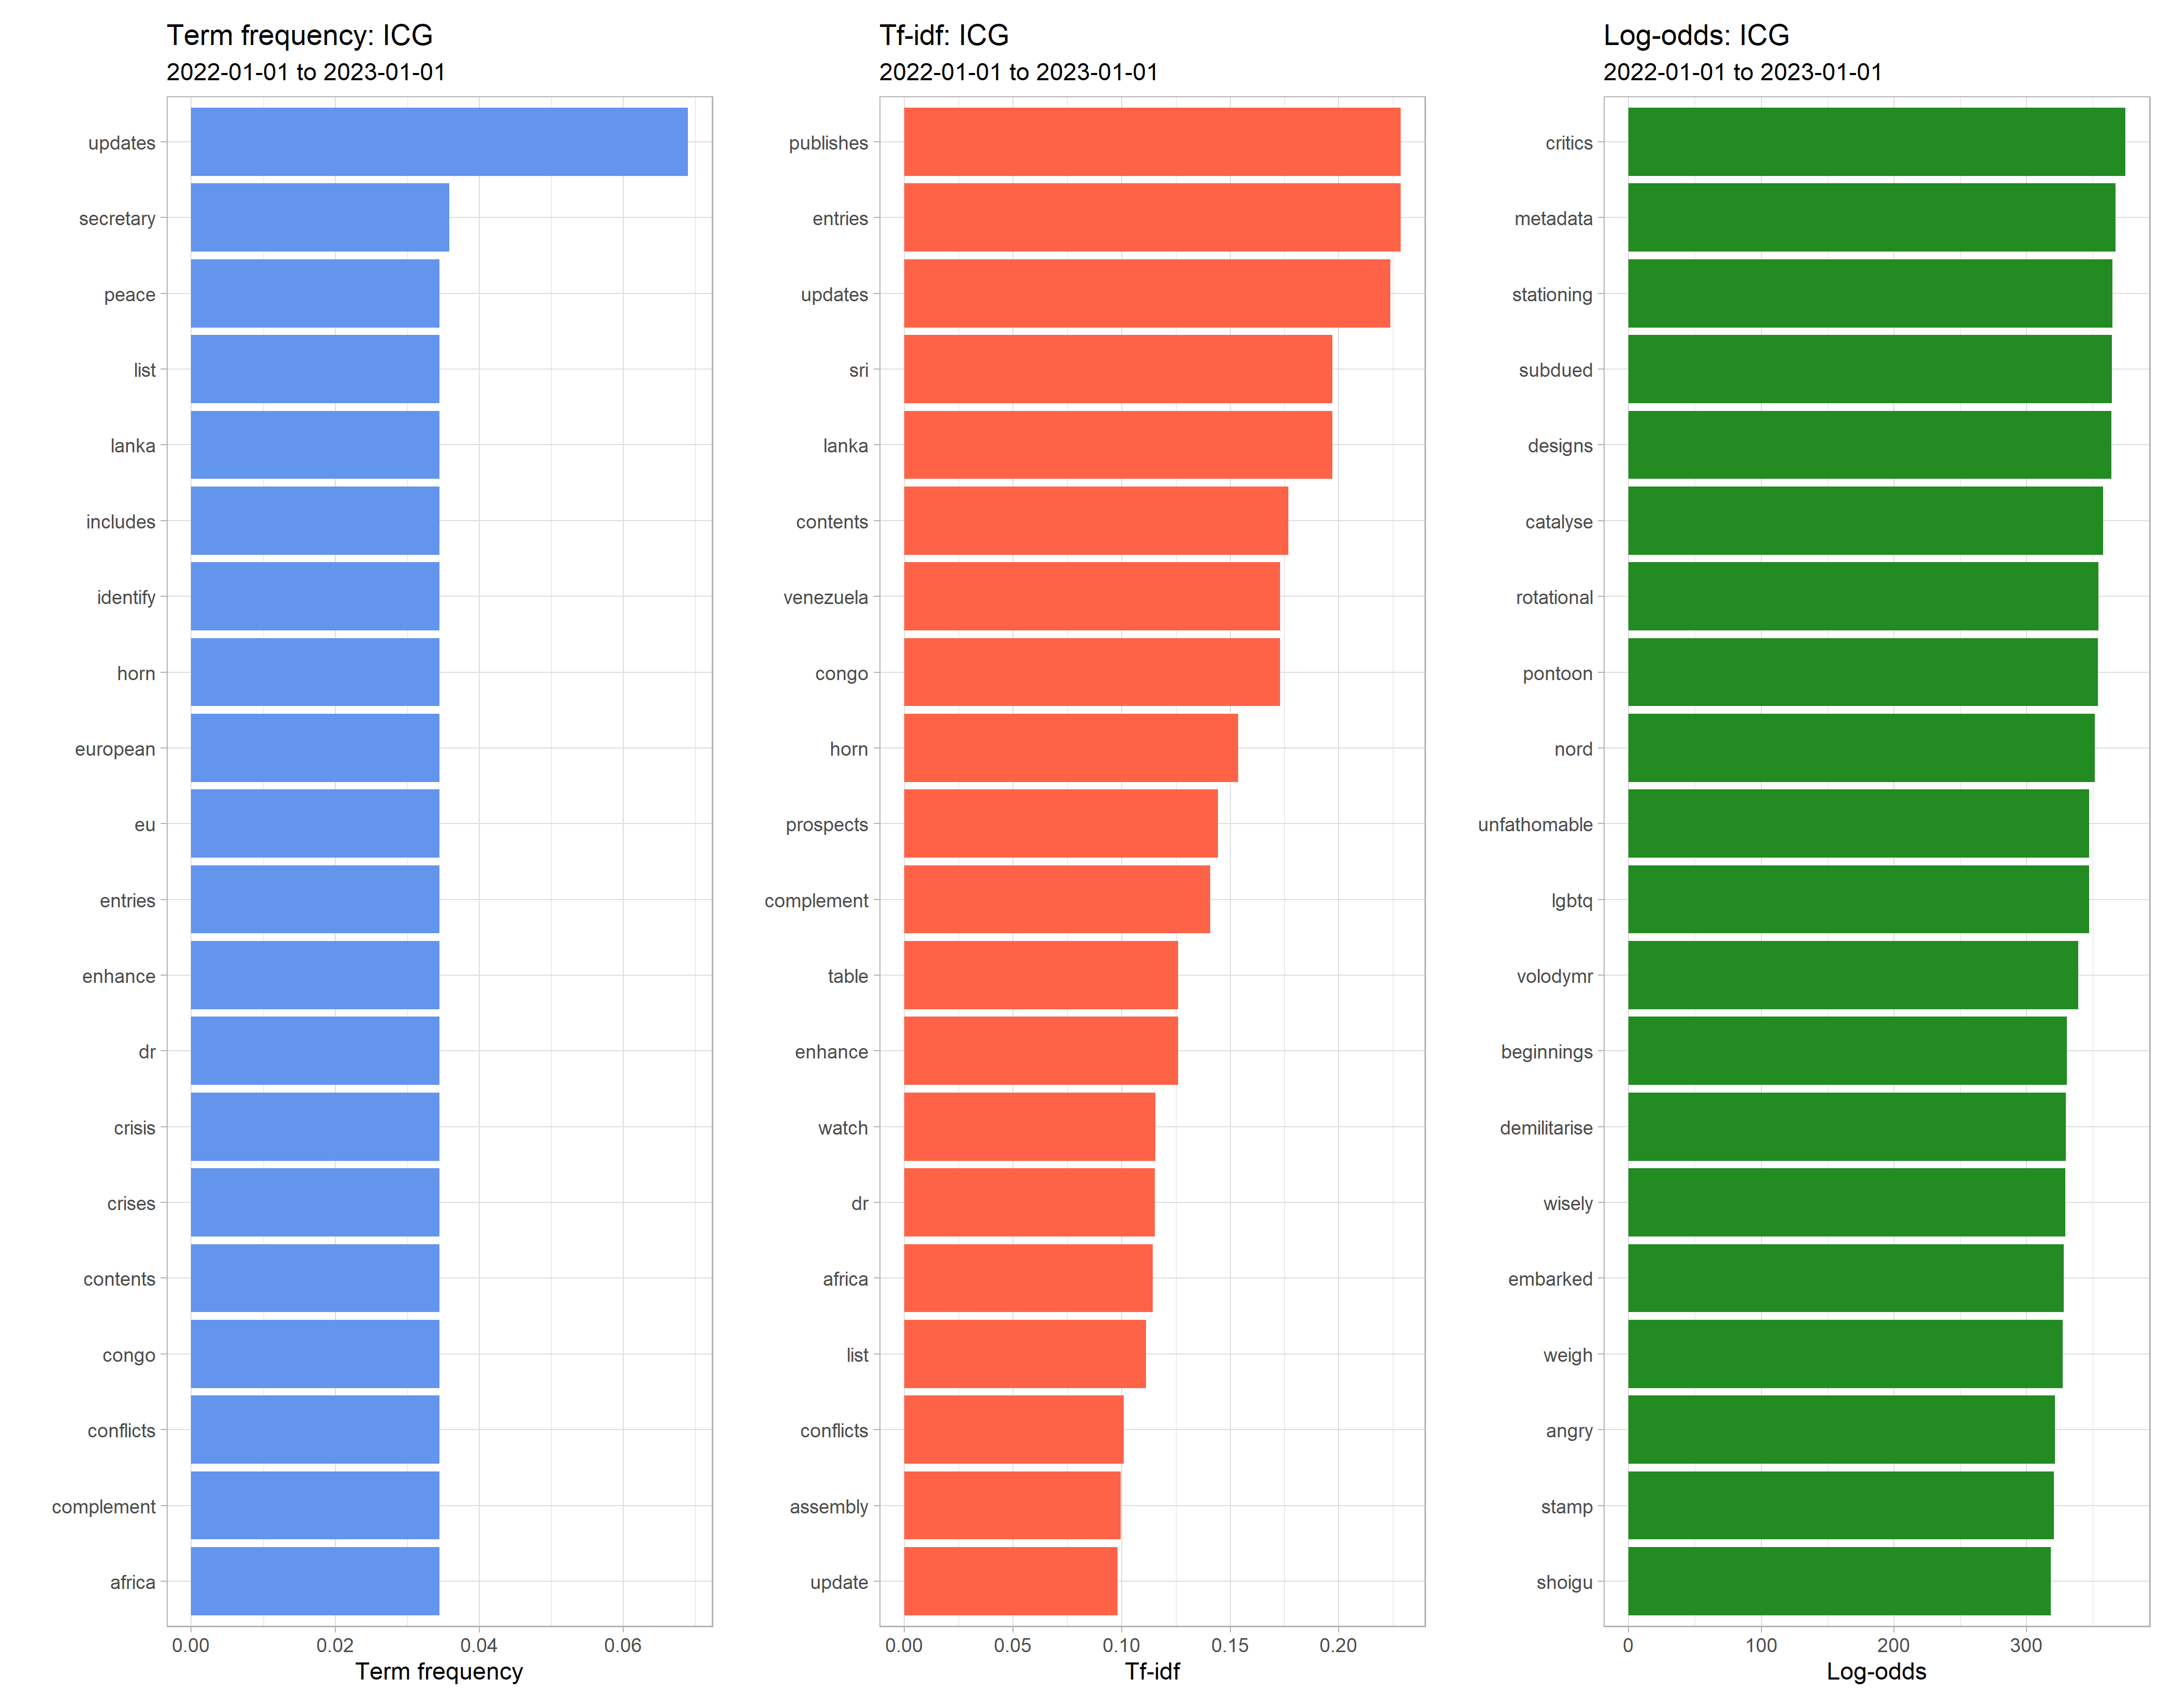 Term frequency: ICG
2022-01-01 to 2023-01-01
updates
secretary
peace
list
lanka
includes
identify
horn
european
eu
entries
enhance
dr
crisis
crises
contents
congo
conflicts
complement
africa
0.00 0.02 0.04 0.06
Term frequency
Tf-idf: ICG
2022-01-01 to 2023-01-01
publishes
entries
updates
sri
lanka
contents
venezuela
congo
horn
prospects
complement
table
enhance
watch
dr
africa
list
conflicts
assembly
update
0.00 0.05 0.10 0.15 0.20
Tf-idf
Log-odds: ICG
2022-01-01 to 2023-01-01
critics
metadata
stationing
subdued
designs
catalyse
rotational
pontoon
nord
unfathomable
lgbtq
volodymr
beginnings
demilitarise
wisely
embarked
weigh
angry
stamp
shoigu
0 100 200 300
Log-odds